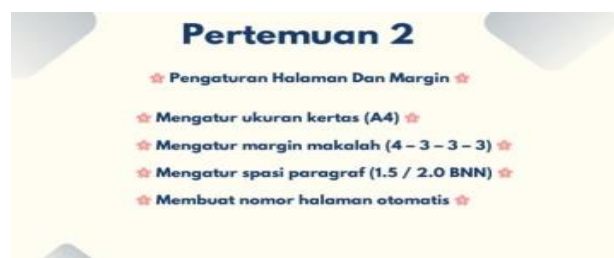 Pertemuan 2
Pengaturan Halaman Dan Margin
Mengatur ukuran kertas (A4)
Mengatur margin makalah (4 – 3 – 3 – 3)
Mengatur spasi paragraf (1.5 / 2.0 BNN)
Membuat nomor halaman otomatis